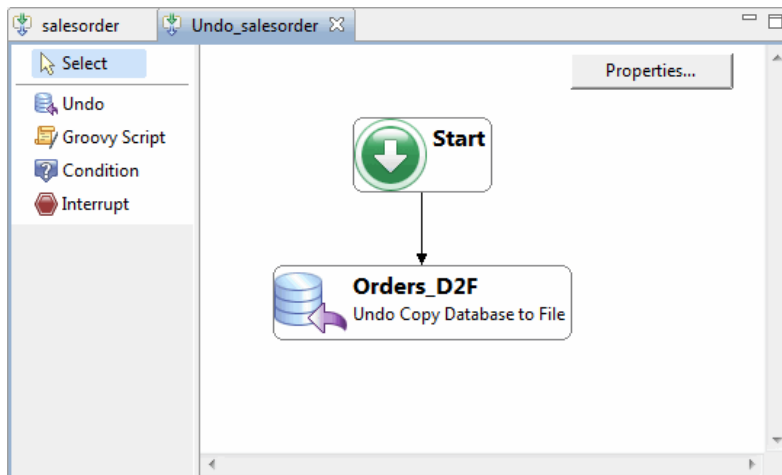 salesorder
Undo_salesorder
Select
Properties...
Undo
Groovy Script
Condition
Interrupt
Start
Orders_D2F
Undo Copy Database to File